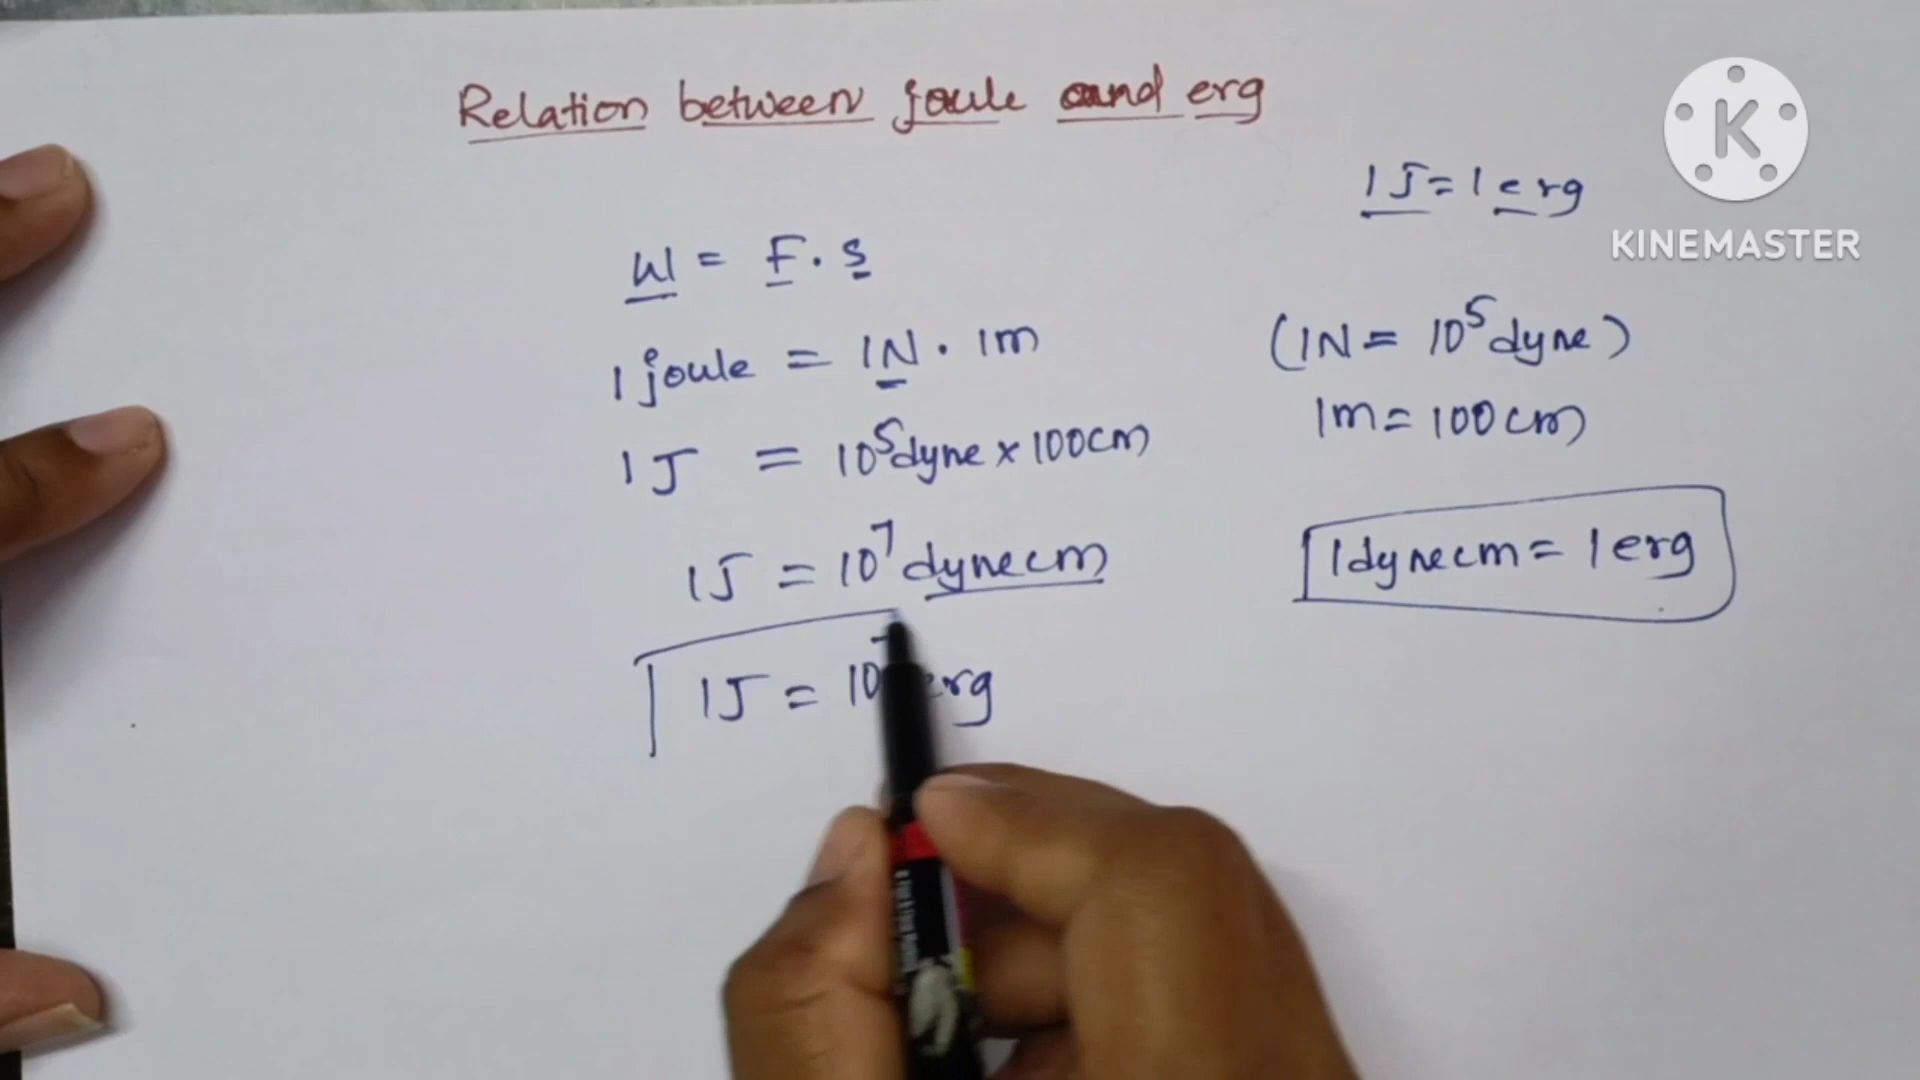 Relation between joule and erg
1J = 1 erg
KINEMASTER
W = F . s
1 joule = 1N . 1m
(1N = 10⁵ dyne)
1J = 10⁵ dyne x 100cm
1m = 100 cm
1J = 10⁷ dyne cm
1 dyne cm = 1 erg
1J = 10⁷ erg